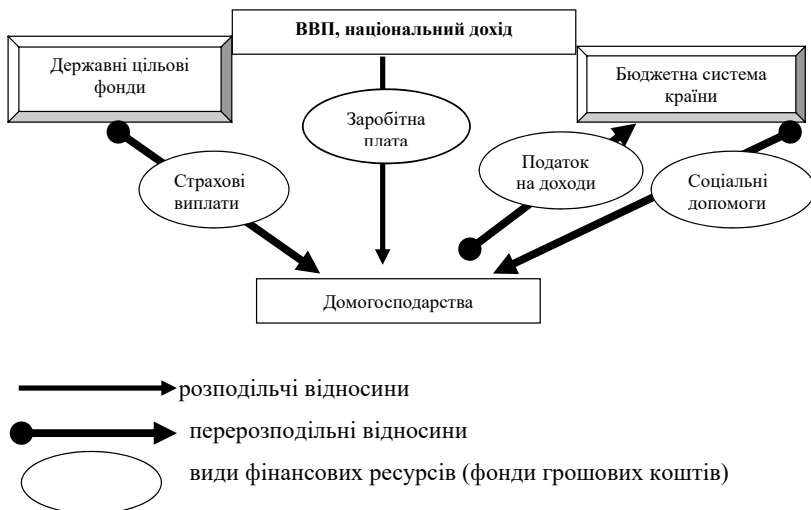 ВВП, національний дохід
Державні цільові
фонди
Бюджетна система
країни
Заробітна
плата
Податок
на доходи
Страхові
виплати
Соціальні
допомоги
Домогосподарства
розподільчі відносини
перерозподільні відносини
види фінансових ресурсів (фонди грошових коштів)